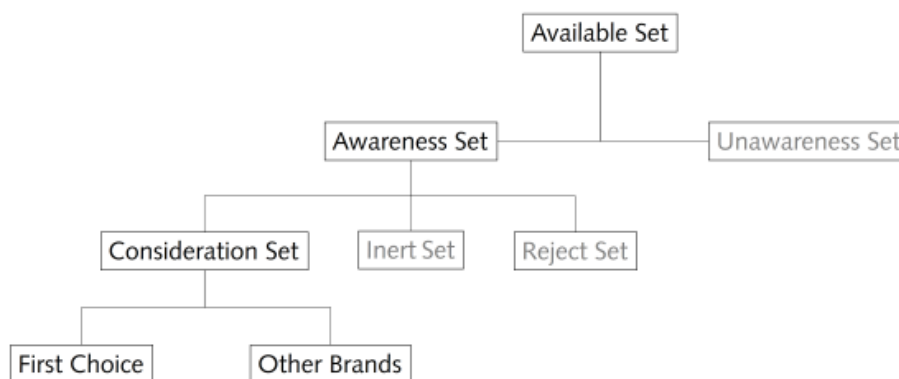 Available Set
Awareness Set
Unawareness Set
Consideration Set
Inert Set
Reject Set
First Choice
Other Brands